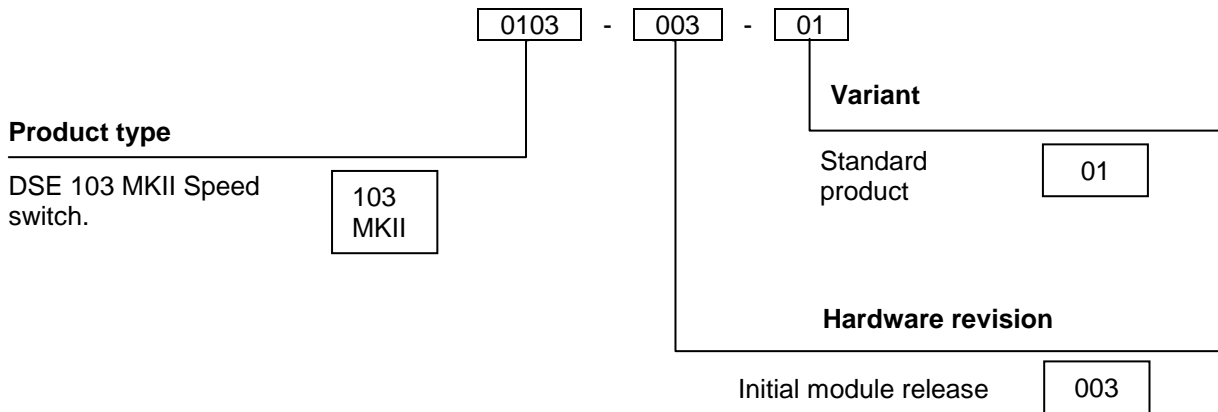 0103 - 003 - 01
Variant
Product type
Standard
product
01
DSE 103 MKII Speed
switch.
103
MKII
Hardware revision
Initial module release
003